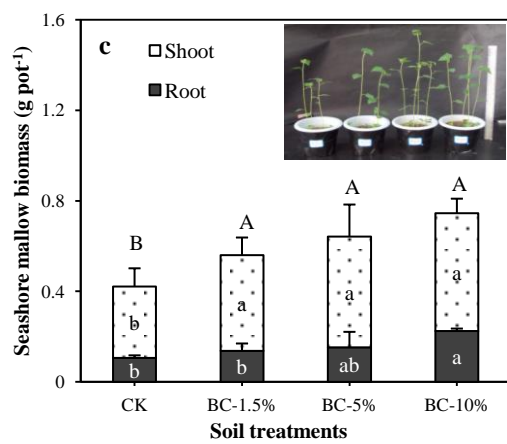 c
Shoot
Root
1.6
1.2
0.8
0.4
0
Seashore mallow biomass (g pot-1)
B
A
A
A
b
a
a
a
b
b
ab
a
CK
BC-1.5%
BC-5%
BC-10%
Soil treatments